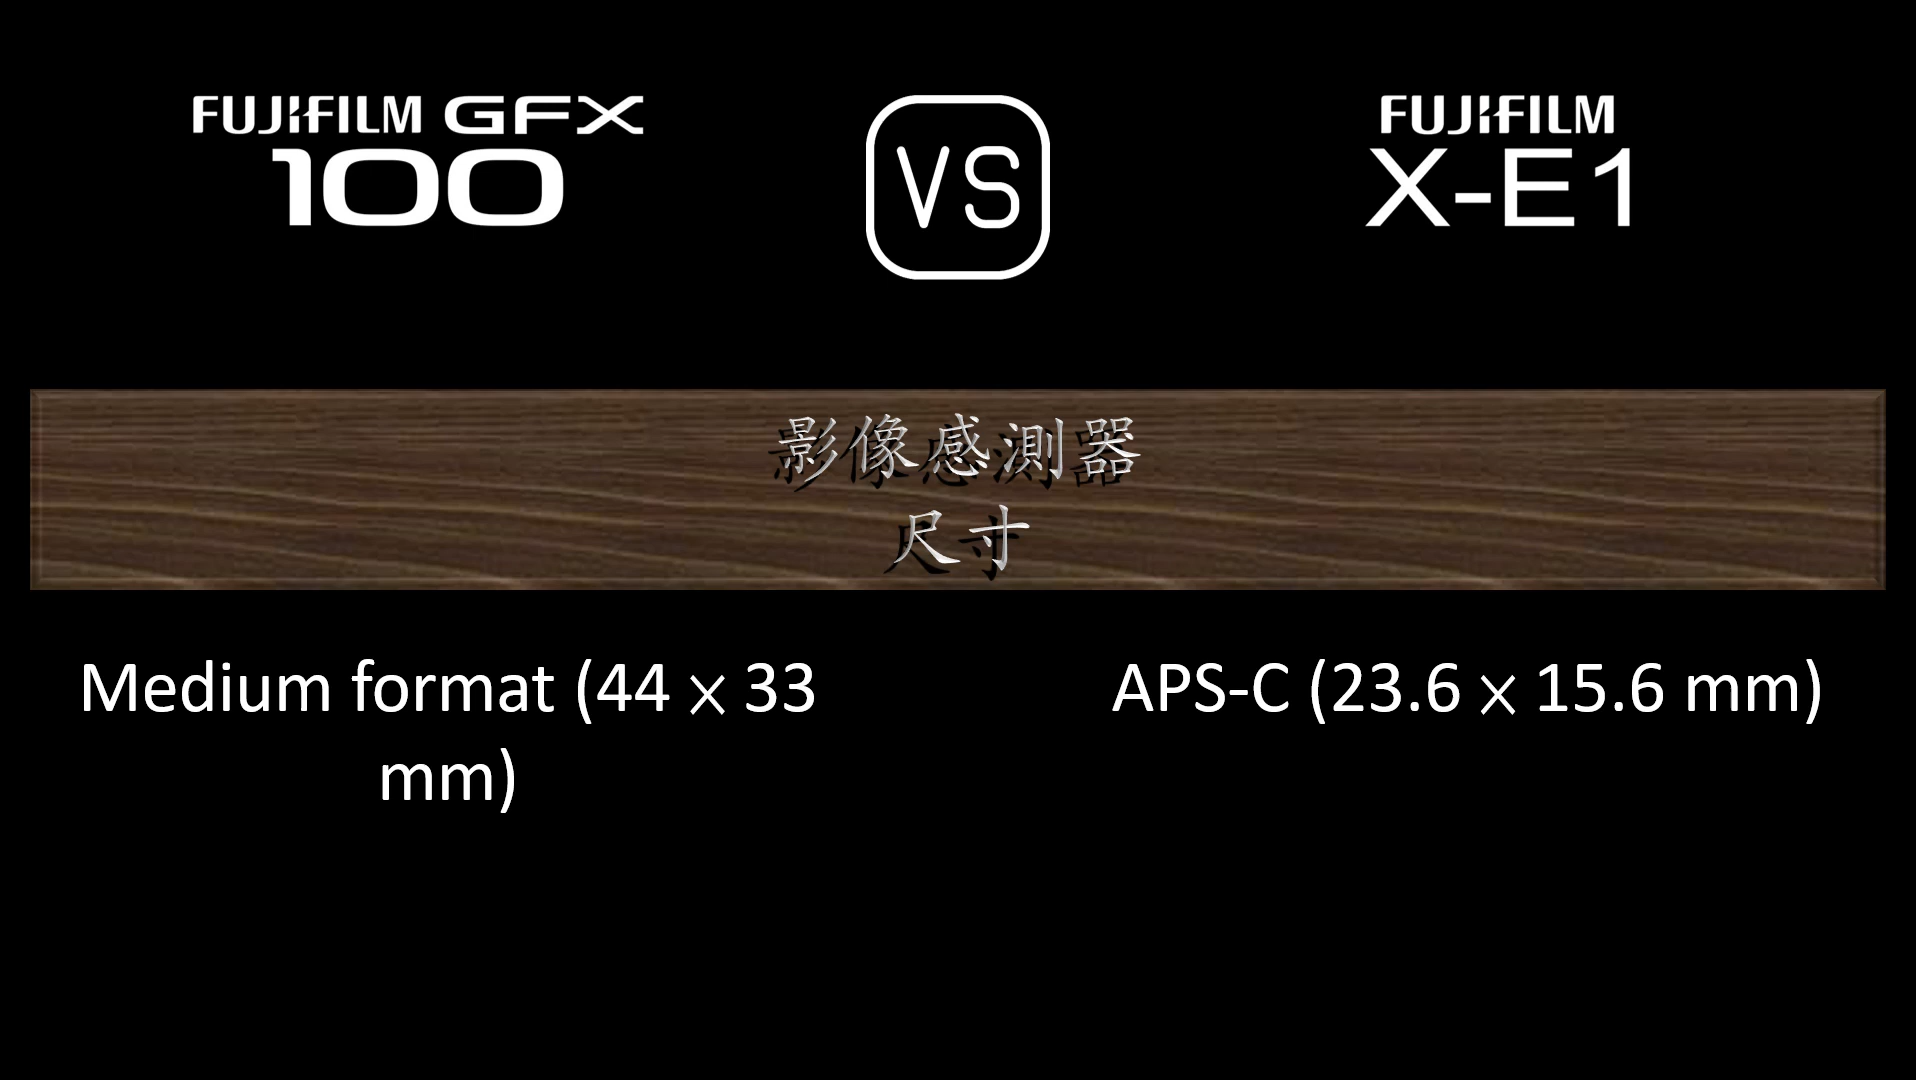 FUJIFILM GFX
100
VS
FUJIFILM
X-E1
影像感測器
尺寸
Medium format (44 x 33
mm)
APS-C (23.6 x 15.6 mm)